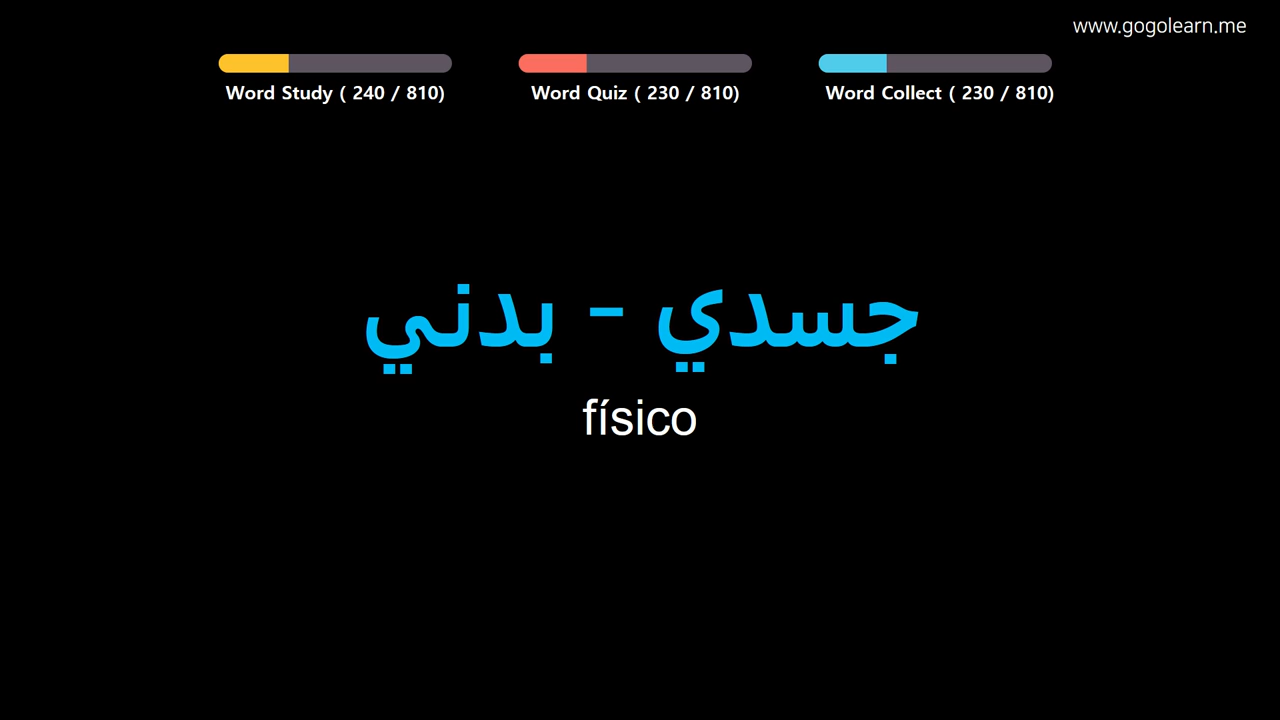 www.gogolearn.me
Word Study ( 240 / 810)
Word Quiz ( 230 / 810)
Word Collect ( 230 / 810)
جسدي - بدني
físico